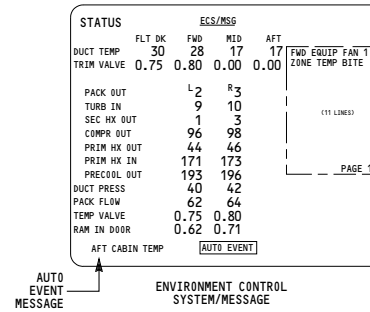 STATUS ECS/MSG
FLT DK FWD MID AFT
DUCT TEMP 30 28 17 17
TRIM VALVE 0.75 0.80 0.00 0.00
FWD EQUIP FAN 1
ZONE TEMP BITE
(11 LINES)
PAGE 1
L R
PACK OUT 2 3
TURB IN 9 10
SEC HX OUT 1 3
COMPR OUT 96 98
PRIM HX OUT 44 46
PRIM HX IN 171 173
PRECOOL OUT 193 196
DUCT PRESS 40 42
PACK FLOW 62 64
TEMP VALVE 0.75 0.80
RAM IN DOOR 0.62 0.71
AFT CABIN TEMP AUTO EVENT
AUTO
EVENT
MESSAGE
ENVIRONMENT CONTROL
SYSTEM/MESSAGE